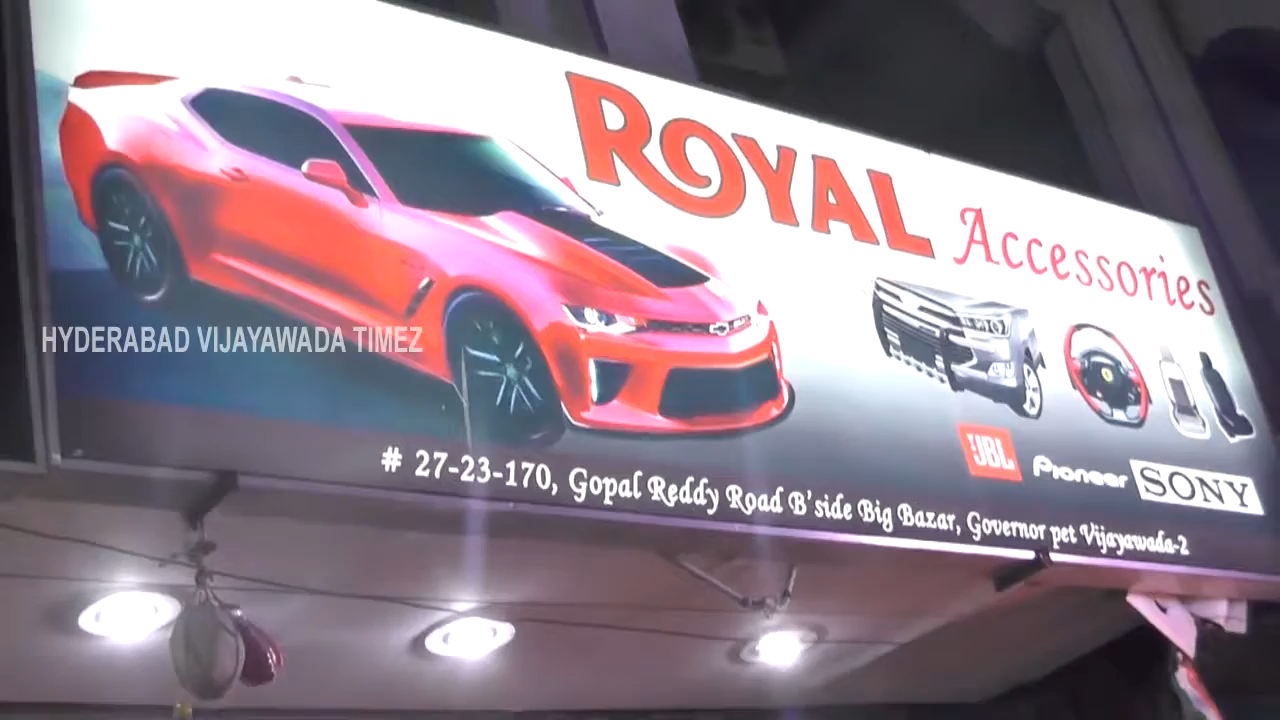 ROYAL Accessories
HYDERABAD VIJAYAWADA TIMEZ
JBL Pioneer SONY
# 27-23-170, Gopal Reddy Road B'side Big Bazar, Governor pet Vijayawada-2